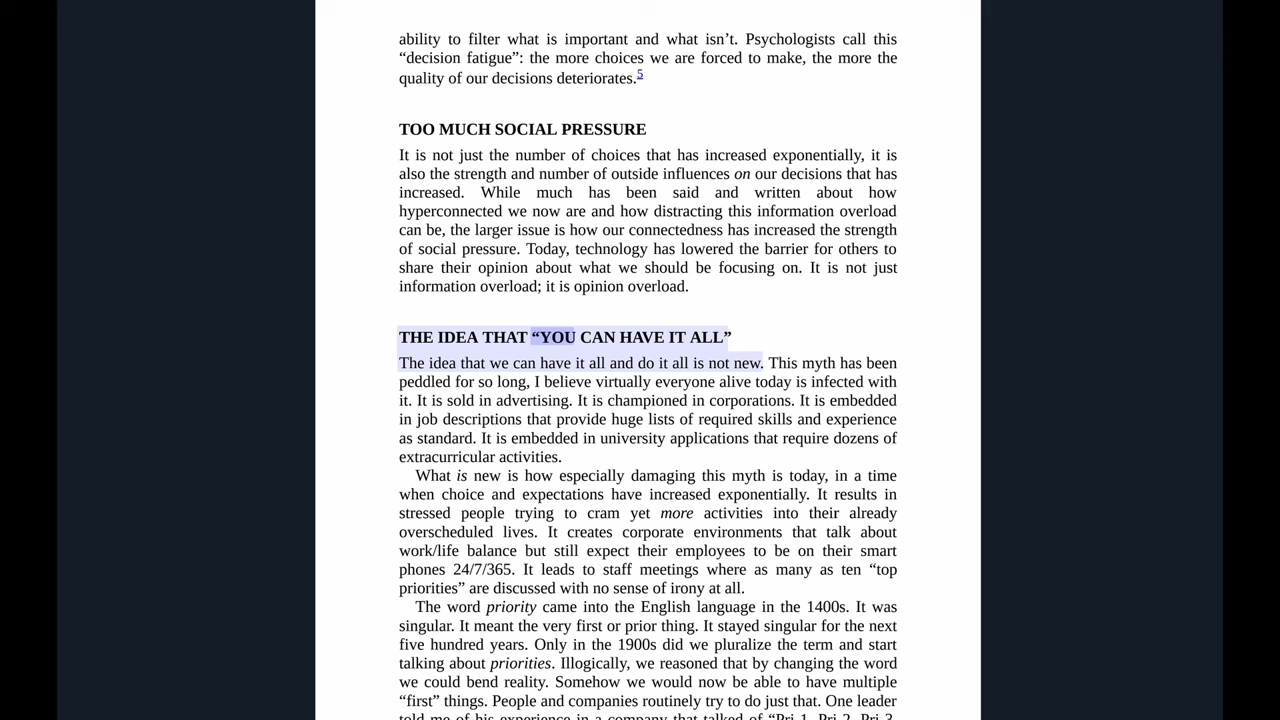 ability to filter what is important and what isn’t. Psychologists call this
“decision fatigue”: the more choices we are forced to make, the more the
quality of our decisions deteriorates.5
TOO MUCH SOCIAL PRESSURE
It is not just the number of choices that has increased exponentially, it is
also the strength and number of outside influences on our decisions that has
increased. While much has been said and written about how
hyperconnected we now are and how distracting this information overload
can be, the larger issue is how our connectedness has increased the strength
of social pressure. Today, technology has lowered the barrier for others to
share their opinion about what we should be focusing on. It is not just
information overload; it is opinion overload.
THE IDEA THAT “YOU CAN HAVE IT ALL”
The idea that we can have it all and do it all is not new. This myth has been
peddled for so long, I believe virtually everyone alive today is infected with
it. It is sold in advertising. It is championed in corporations. It is embedded
in job descriptions that provide huge lists of required skills and experience
as standard. It is embedded in university applications that require dozens of
extracurricular activities.
What is new is how especially damaging this myth is today, in a time
when choice and expectations have increased exponentially. It results in
stressed people trying to cram yet more activities into their already
overscheduled lives. It creates corporate environments that talk about
work/life balance but still expect their employees to be on their smart
phones 24/7/365. It leads to staff meetings where as many as ten “top
priorities” are discussed with no sense of irony at all.
The word priority came into the English language in the 1400s. It was
singular. It meant the very first or prior thing. It stayed singular for the next
five hundred years. Only in the 1900s did we pluralize the term and start
talking about priorities. Illogically, we reasoned that by changing the word
we could bend reality. Somehow we would now be able to have multiple
“first” things. People and companies routinely try to do just that. One leader
told me of his experience in a company that talked of “Pri-1, Pri-2, Pri-3,